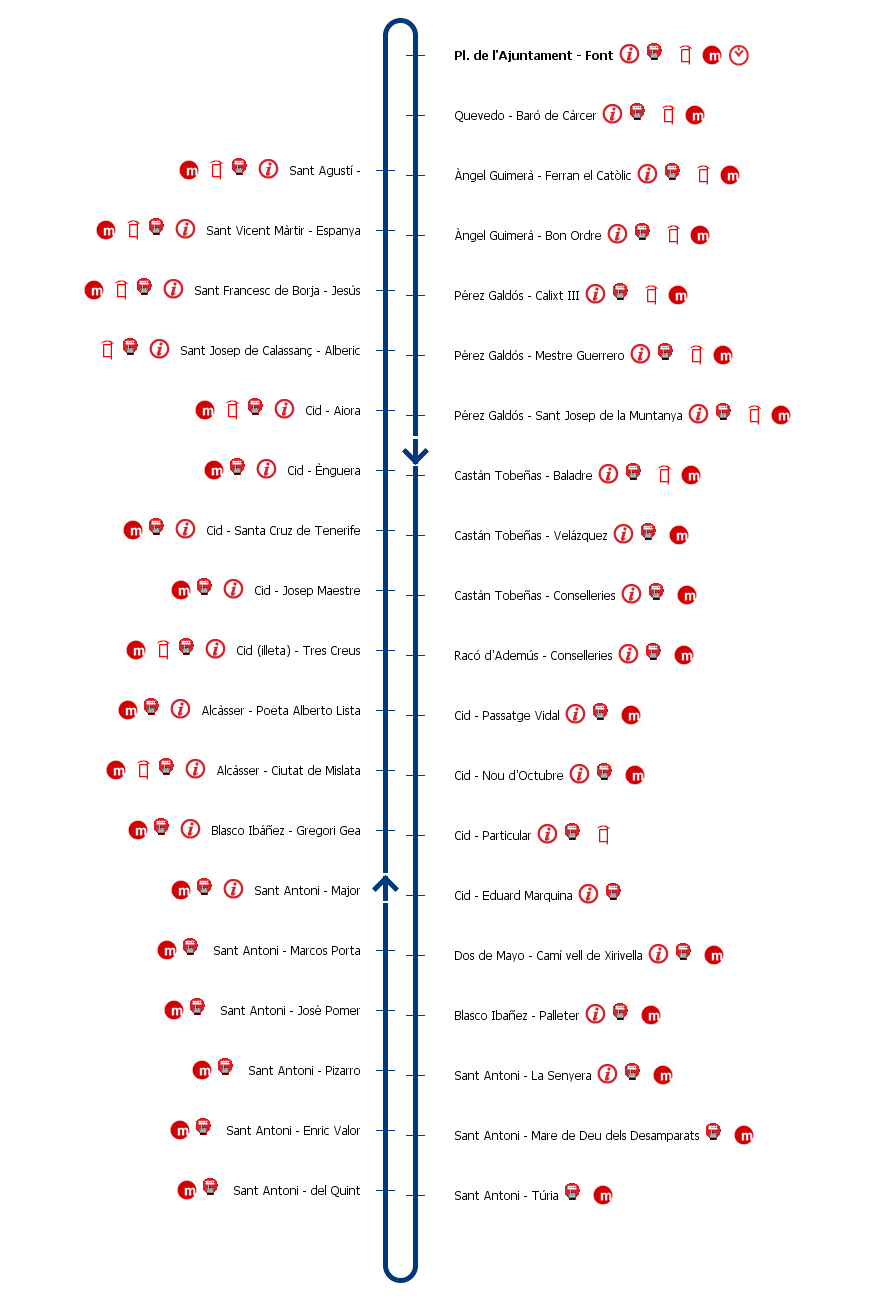 Pl. de l'Ajuntament - Font
Quevedo - Baró de Càrcer
Sant Agustí -
Àngel Guimerà - Ferran el Catòlic
Sant Vicent Màrtir - Espanya
Àngel Guimerà - Bon Ordre
Sant Francesc de Borja - Jesús
Pérez Galdós - Calixt III
Sant Josep de Calassanç - Alberic
Pérez Galdós - Mestre Guerrero
Cid - Aiora
Pérez Galdós - Sant Josep de la Muntanya
Cid - Ènguera
Castán Tobeñas - Baladre
Cid - Santa Cruz de Tenerife
Castán Tobeñas - Velázquez
Cid - Josep Maestre
Castán Tobeñas - Conselleries
Cid (illeta) - Tres Creus
Racó d'Ademús - Conselleries
Alcàsser - Poeta Alberto Lista
Cid - Passatge Vidal
Alcàsser - Ciutat de Mislata
Cid - Nou d'Octubre
Blasco Ibáñez - Gregori Gea
Cid - Particular
Sant Antoni - Major
Cid - Eduard Marquina
Sant Antoni - Marcos Porta
Dos de Mayo - Camí vell de Xirivella
Sant Antoni - José Pomer
Blasco Ibañez - Palleter
Sant Antoni - Pizarro
Sant Antoni - La Senyera
Sant Antoni - Enric Valor
Sant Antoni - Mare de Deu dels Desamparats
Sant Antoni - del Quint
Sant Antoni - Túria